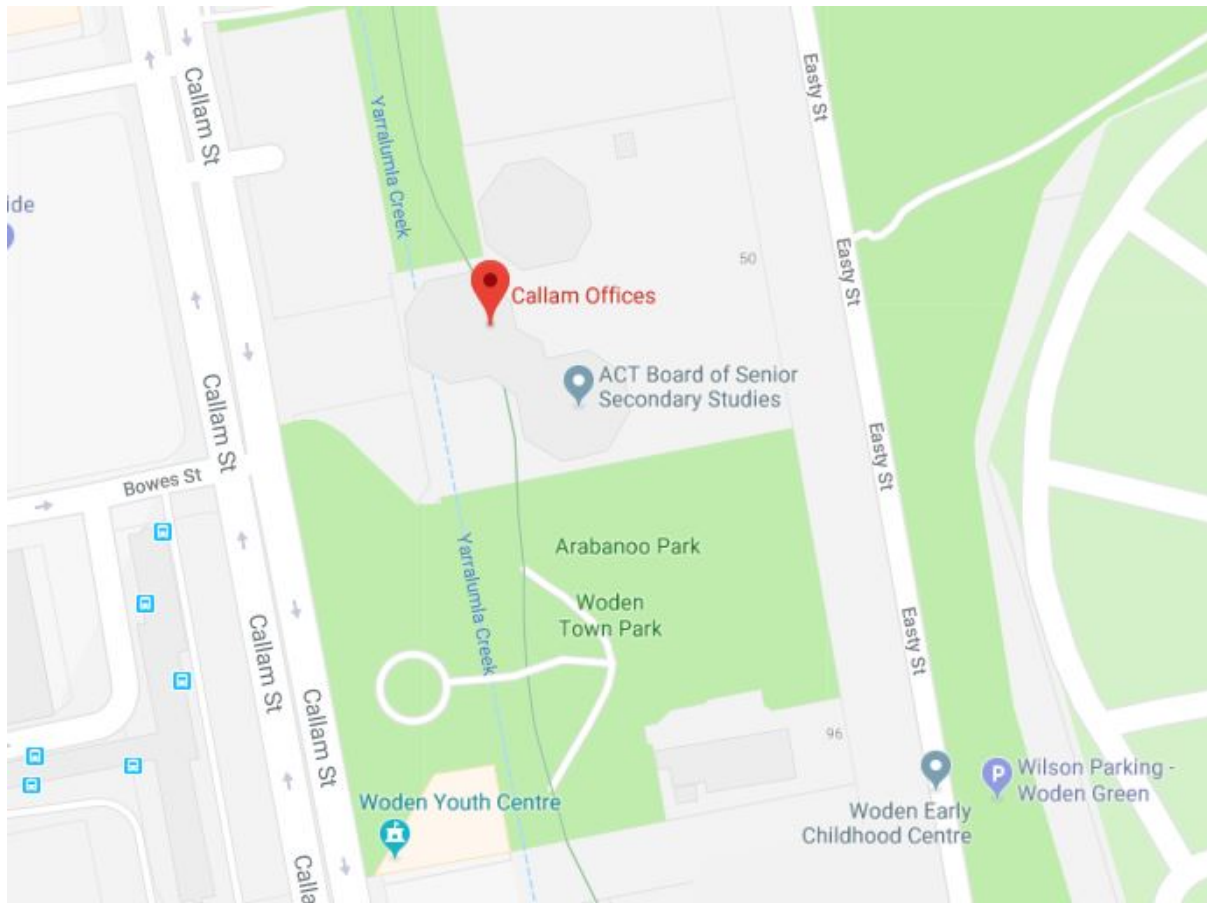 Callam St
Easty St
Yarralumla Creek
ide
50
Easty St
Callam Offices
ACT Board of Senior
Secondary Studies
Callam St
Easty St
Bowes St
Arabanoo Park
Yarralumla Creek
Woden
Town Park
Easty St
Callam St
Callam St
96
Wilson Parking -
Woden Green
Woden Youth Centre
Woden Early
Childhood Centre
P
Calla